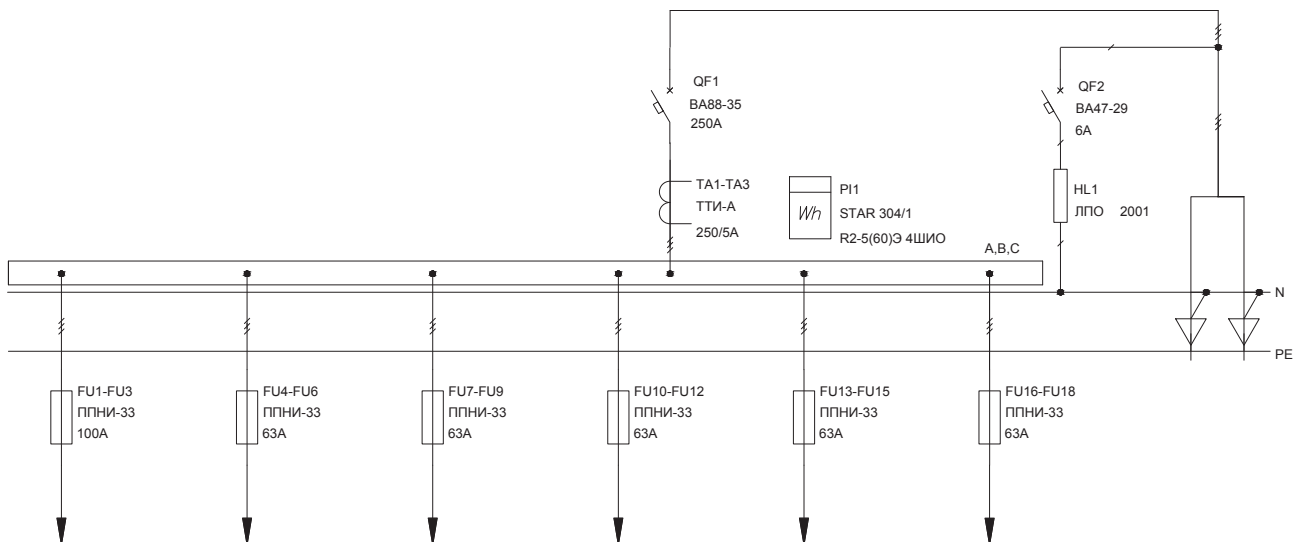 QF1
ВА88-35
250А
QF2
ВА47-29
6А
ТА1-ТА3
ТТИ-А
250/5А
Wh
PI1
STAR 304/1
R2-5(60)Э 4ШИО
HL1
ЛПО 2001
А,В,С
N
PE
FU1-FU3
ППНИ-33
100А
FU4-FU6
ППНИ-33
63А
FU7-FU9
ППНИ-33
63А
FU10-FU12
ППНИ-33
63А
FU13-FU15
ППНИ-33
63А
FU16-FU18
ППНИ-33
63А